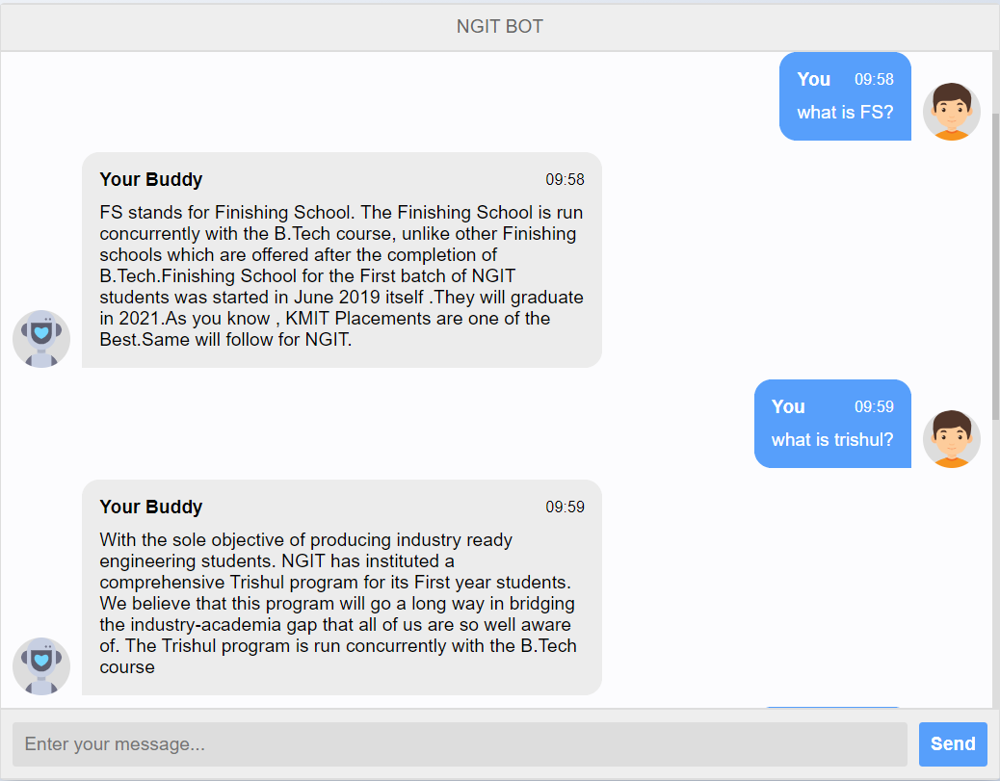 NGIT BOT
You 09:58
what is FS?
Your Buddy 09:58
FS stands for Finishing School. The Finishing School is run
concurrently with the B.Tech course, unlike other Finishing
schools which are offered after the completion of
B.Tech.Finishing School for the First batch of NGIT
students was started in June 2019 itself .They will graduate
in 2021.As you know , KMIT Placements are one of the
Best.Same will follow for NGIT.
You 09:59
what is trishul?
Your Buddy 09:59
With the sole objective of producing industry ready
engineering students. NGIT has instituted a
comprehensive Trishul program for its First year students.
We believe that this program will go a long way in bridging
the industry-academia gap that all of us are so well aware
of. The Trishul program is run concurrently with the B.Tech
course
Enter your message...
Send